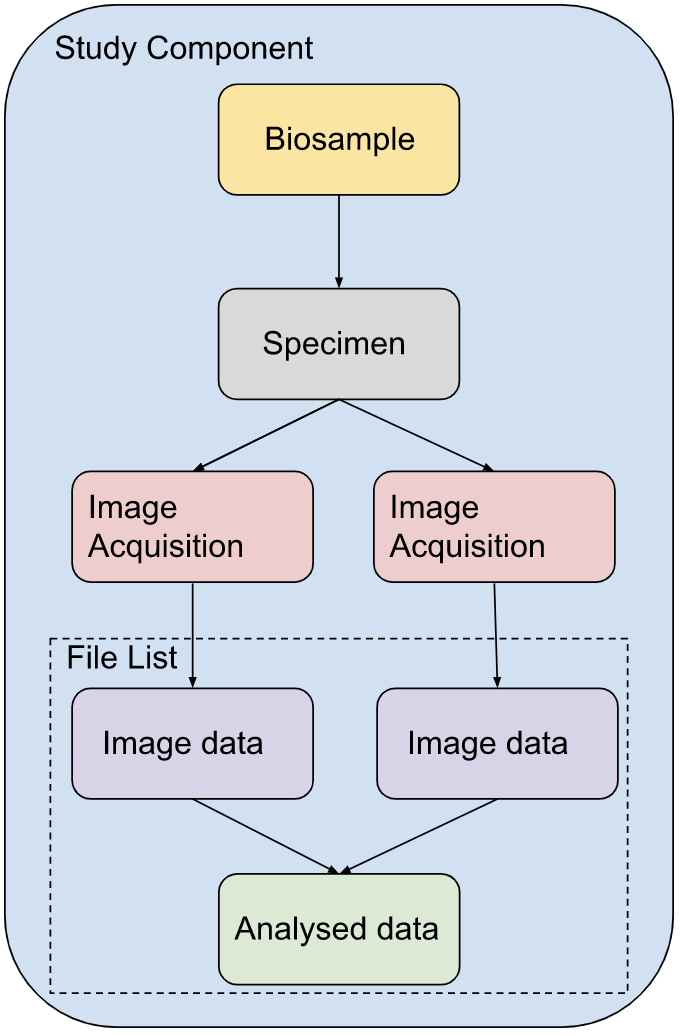 Study Component
Biosample
Specimen
Image
Acquisition
Image
Acquisition
File List
Image data
Image data
Analysed data